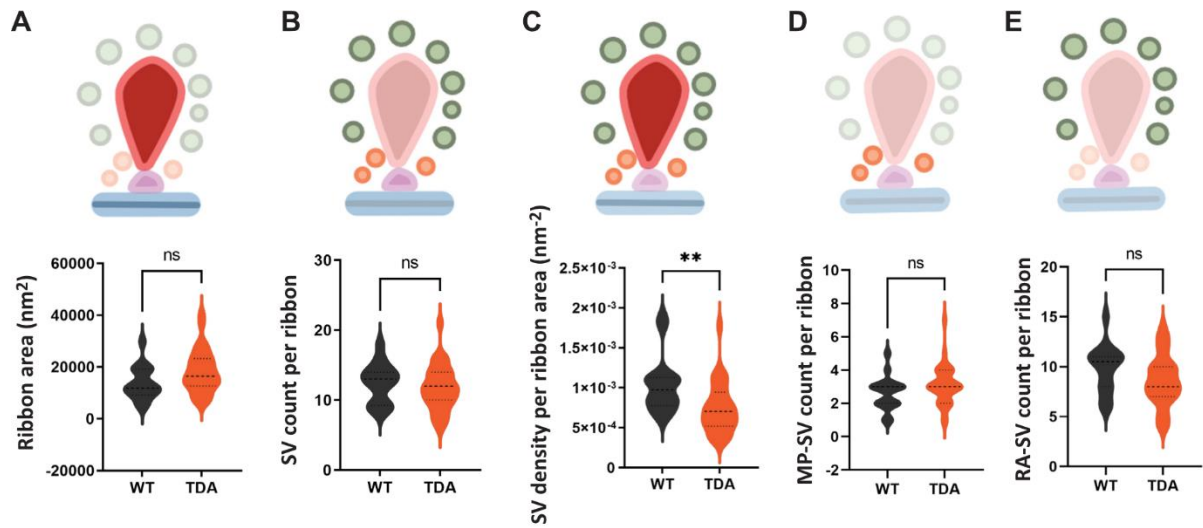 A
B
C
D
E
Ribbon area (nm²)
60000
40000
20000
0
-20000
ns
WT
TDA
SV count per ribbon
30
20
10
0
ns
WT
TDA
SV density per ribbon area (nm⁻²)
2.5×10⁻³
2×10⁻³
1.5×10⁻³
1×10⁻³
5×10⁻⁴
0
**
WT
TDA
MP-SV count per ribbon
10
8
6
4
2
0
-2
ns
WT
TDA
RA-SV count per ribbon
20
15
10
5
0
ns
WT
TDA